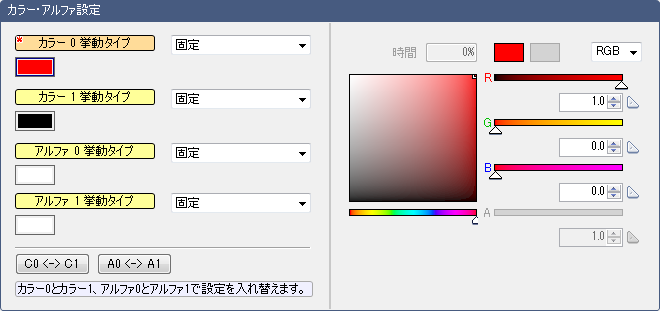 カラー・アルファ設定
* カラー 0 挙動タイプ
固定
カラー 1 挙動タイプ
固定
アルファ 0 挙動タイプ
固定
アルファ 1 挙動タイプ
固定
C0 <-> C1
A0 <-> A1
カラー0とカラー1、アルファ0とアルファ1で設定を入れ替えます。
時間
0%
RGB
R
1.0
G
0.0
B
0.0
A
1.0